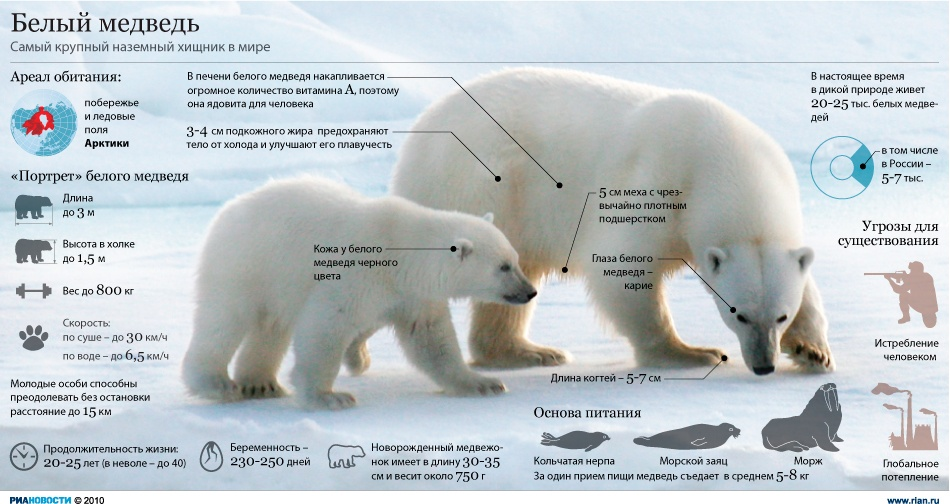 Белый медведь
Самый крупный наземный хищник в мире
Ареал обитания:
побережье
и ледовые
поля
Арктики
В печени белого медведя накапливается
огромное количество витамина А, поэтому
она ядовита для человека
3-4 см подкожного жира предохраняют
тело от холода и улучшают его плавучесть
В настоящее время
в дикой природе живет
20-25 тыс. белых медве-
дей
в том числе
в России –
5-7 тыс.
«Портрет» белого медведя
Длина
до 3 м
Высота в холке
до 1,5 м
Вес до 800 кг
Скорость:
по суше – до 30 км/ч
по воде – до 6,5 км/ч
Молодые особи способны
преодолевать без остановки
расстояние до 15 км
5 см меха с чрез-
вычайно плотным
подшерстком
Кожа у белого
медведя черного
цвета
Глаза белого
медведя –
карие
Длина когтей – 5-7 см
Угрозы для
существования
Истребление
человеком
Глобальное
потепление
Основа питания
Кольчатая нерпа
Морской заяц
Морж
За один прием пищи медведь съедает в среднем 5-8 кг
Продолжительность жизни:
20-25 лет (в неволе – до 40)
Беременность –
230-250 дней
Новорожденный медвежо-
нок имеет в длину 30-35
см и весит около 750 г
РИАНОВОСТИ © 2010
www.rian.ru